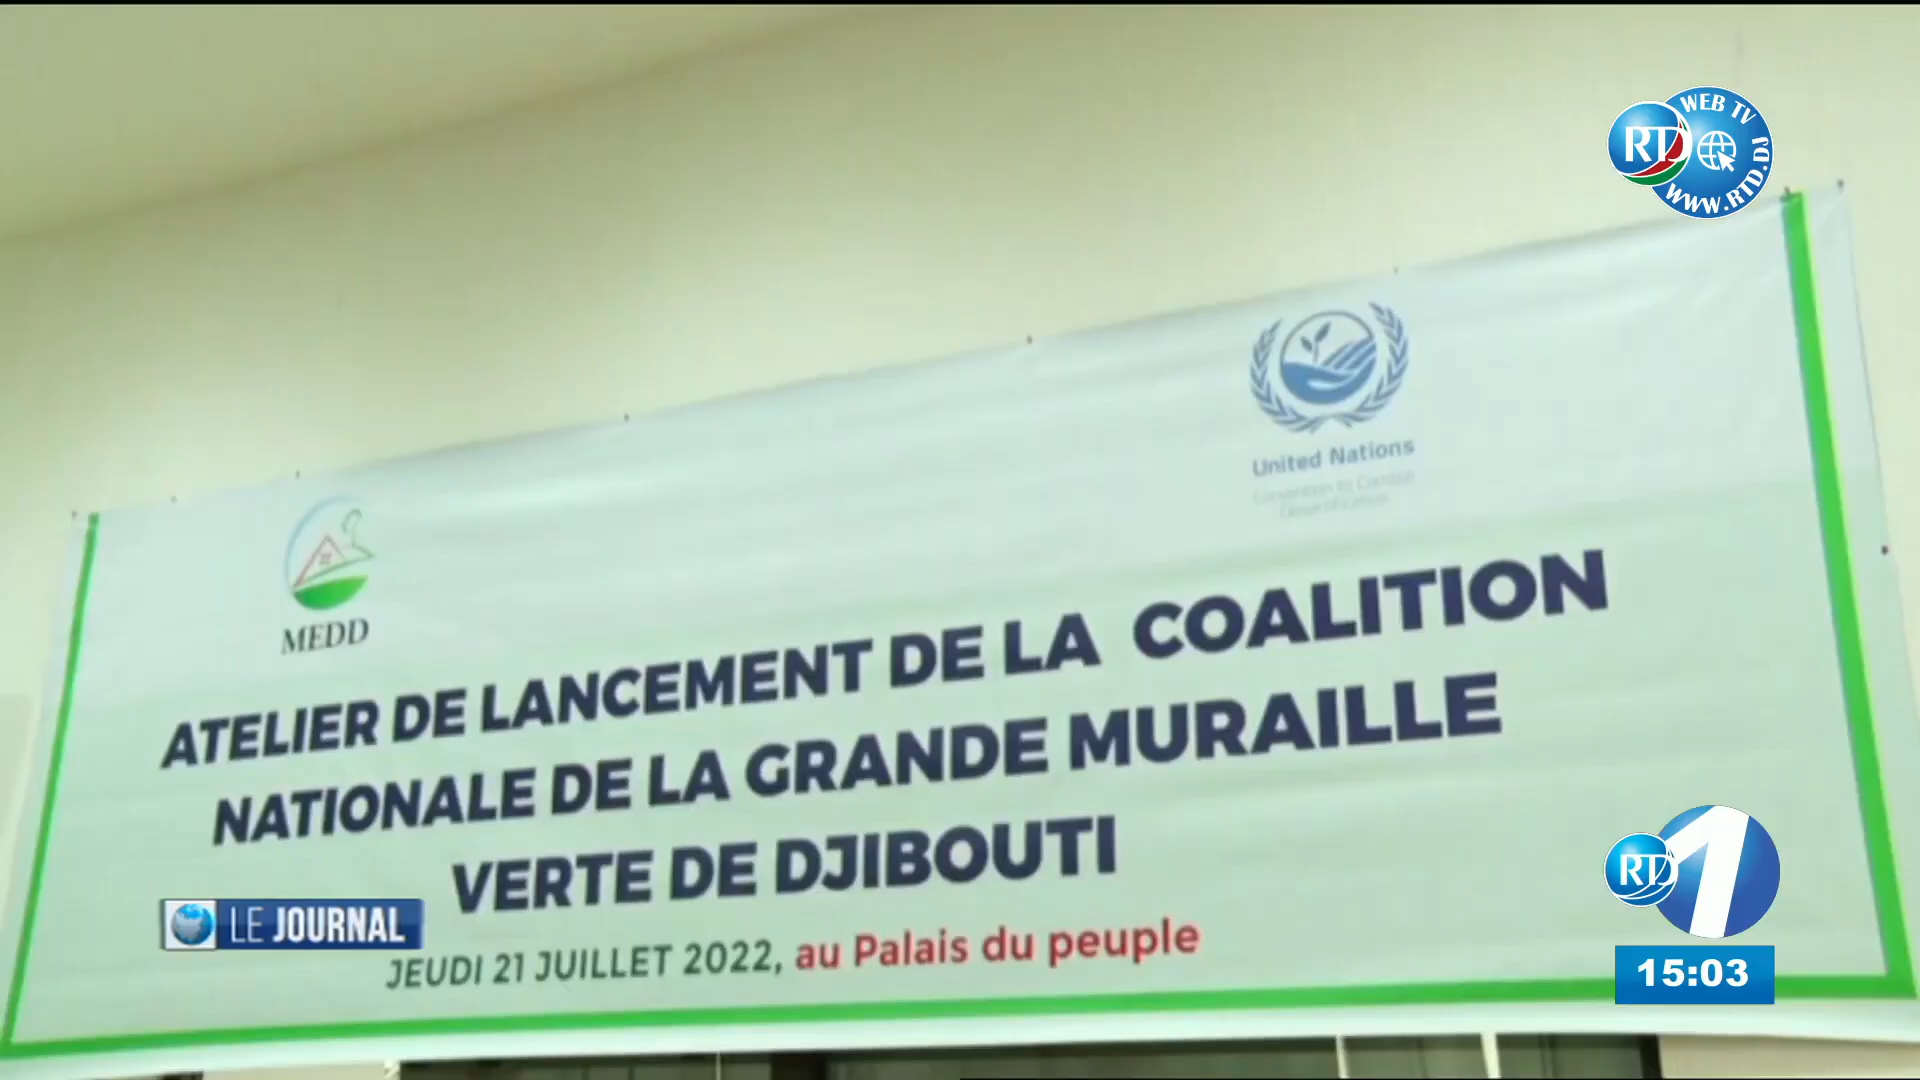 WEB TV
RTD
WWW.RTD.DJ
United Nations
MEDD
ATELIER DE LANCEMENT DE LA COALITION
NATIONALE DE LA GRANDE MURAILLE
VERTE DE DJIBOUTI
JEUDI 21 JUILLET 2022, au Palais du peuple
LE JOURNAL
RTD 1
15:03